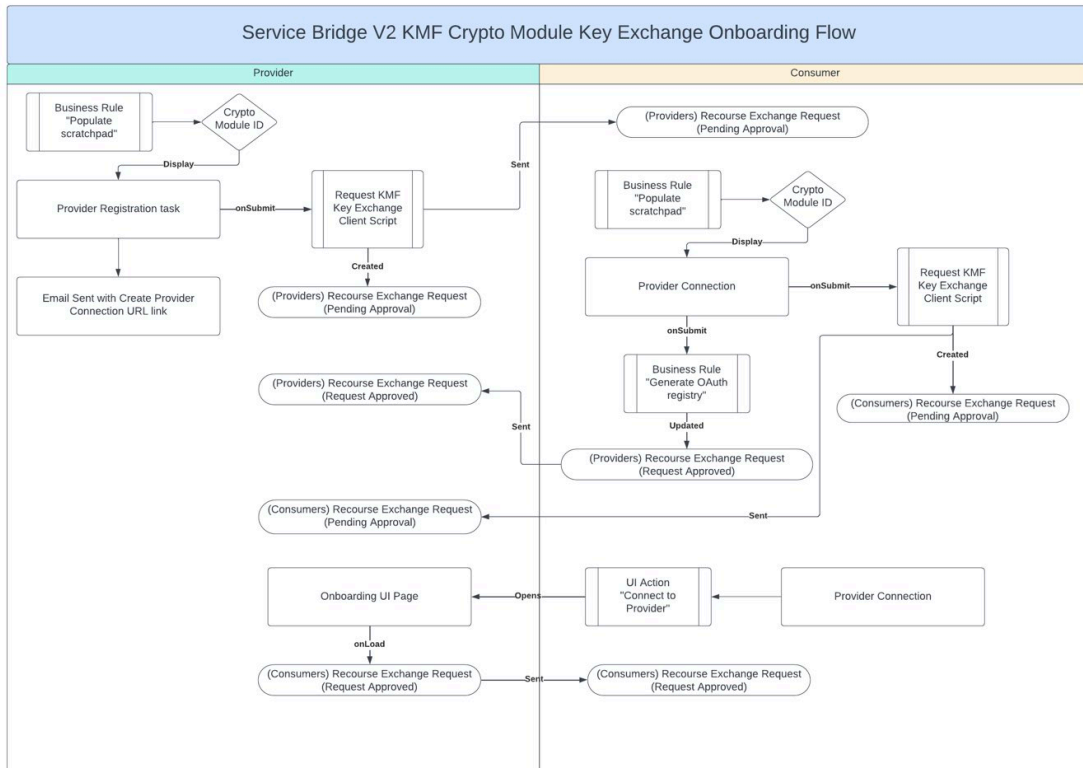 Service Bridge V2 KMF Crypto Module Key Exchange Onboarding Flow
Provider
Consumer
Business Rule
"Populate
scratchpad"
Crypto
Module ID
Display
Provider Registration task
onSubmit
Request KMF
Key Exchange
Client Script
Sent
(Providers) Recourse Exchange Request
(Pending Approval)
Created
(Providers) Recourse Exchange Request
(Pending Approval)
Email Sent with Create Provider
Connection URL link
Business Rule
"Populate
scratchpad"
Crypto
Module ID
Display
Provider Connection
onSubmit
Request KMF
Key Exchange
Client Script
Created
(Consumers) Recourse Exchange Request
(Pending Approval)
onSubmit
Business Rule
"Generate OAuth
registry"
Updated
(Providers) Recourse Exchange Request
(Request Approved)
Sent
(Providers) Recourse Exchange Request
(Request Approved)
Sent
(Consumers) Recourse Exchange Request
(Pending Approval)
Provider Connection
UI Action
"Connect to
Provider"
Opens
Onboarding UI Page
onLoad
(Consumers) Recourse Exchange Request
(Request Approved)
Sent
(Consumers) Recourse Exchange Request
(Request Approved)